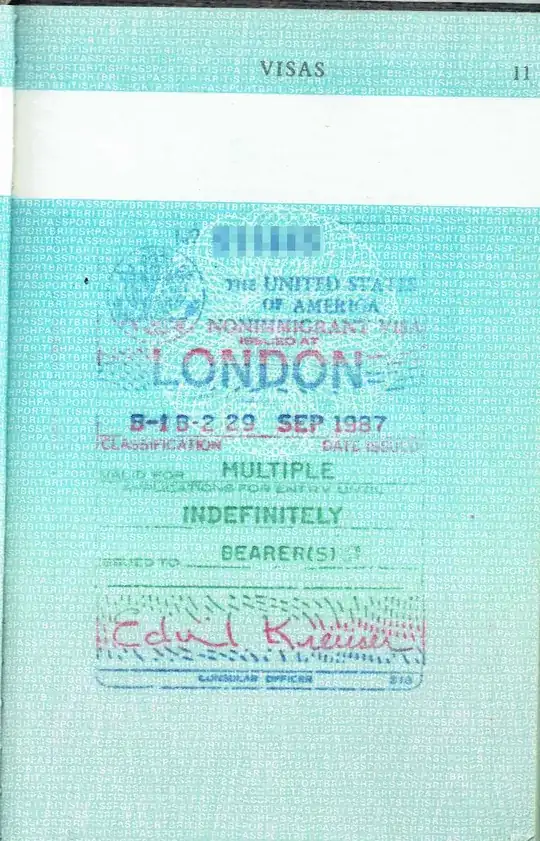 VISAS 11
THE UNITED STATES
OF AMERICA
NONIMMIGRANT VISA
ISSUED AT
LONDON
B-1 B-2 29 SEP 1987
CLASSIFICATION DATE ISSUED
VALID FOR MULTIPLE
APPLICATIONS FOR ENTRY UNTIL
INDEFINITELY
ISSUED TO BEARER(S)
Kreuser
CONSULAR OFFICER